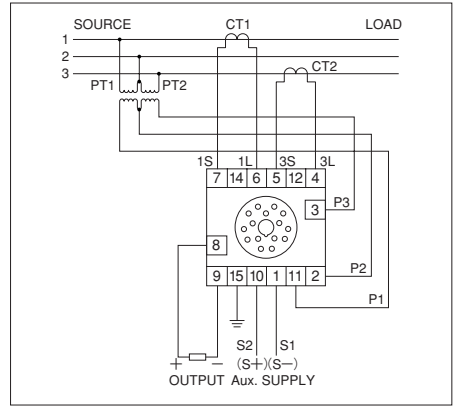 SOURCE CT1 LOAD
1
2
3 CT2
PT1 PT2
1S 1L 3S 3L
7 14 6 5 12 4
3 P3
8
9 15 10 1 11 2 P2
P1
S2 S1
+ − (S+)(S−)
OUTPUT Aux. SUPPLY